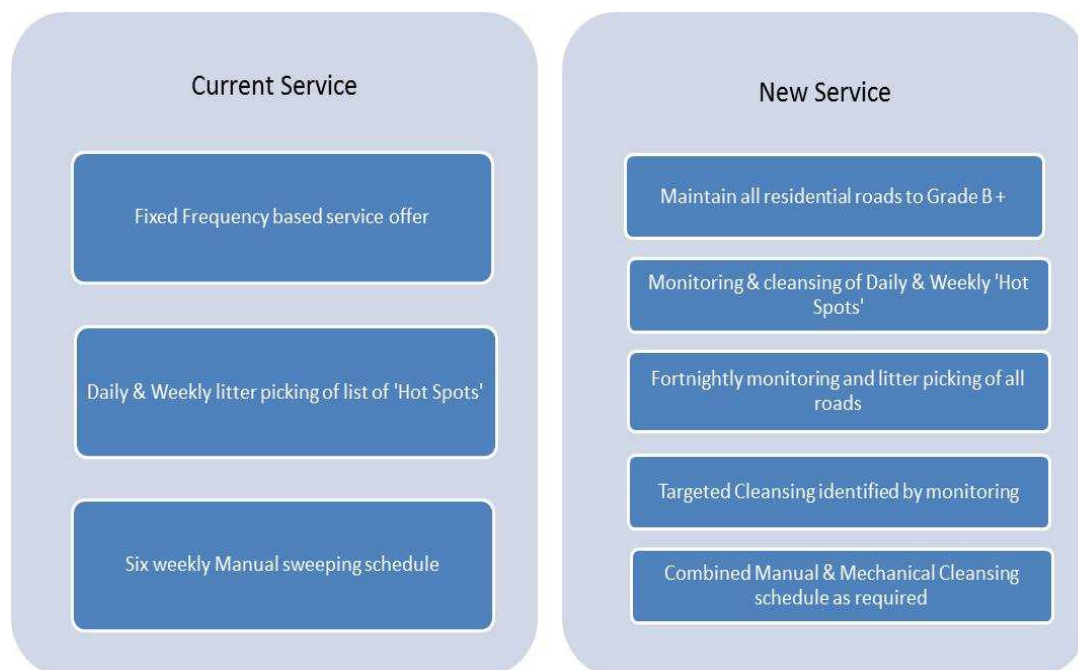 Current Service
Fixed Frequency based service offer
Daily & Weekly litter picking of list of 'Hot Spots'
Six weekly Manual sweeping schedule
New Service
Maintain all residential roads to Grade B +
Monitoring & cleansing of Daily & Weekly 'Hot
Spots'
Fortnightly monitoring and litter picking of all
roads
Targeted Cleansing identified by monitoring
Combined Manual & Mechanical Cleansing
schedule as required